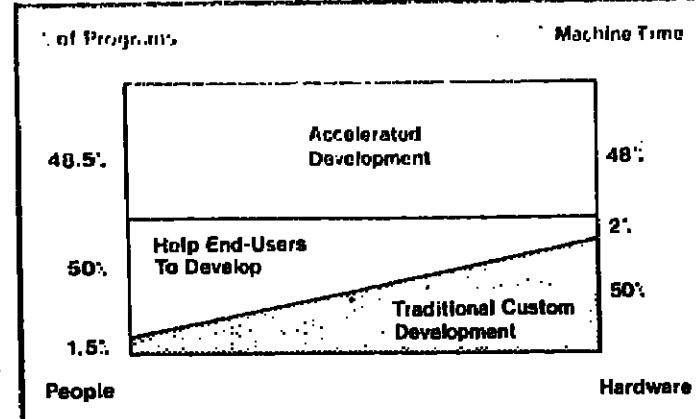 % of Programs
% Machine Time
Accelerated
Development
48.5%
48%
2%
Help End-Users
To Develop
50%
50%
Traditional Custom
Development
1.5%
People
Hardware